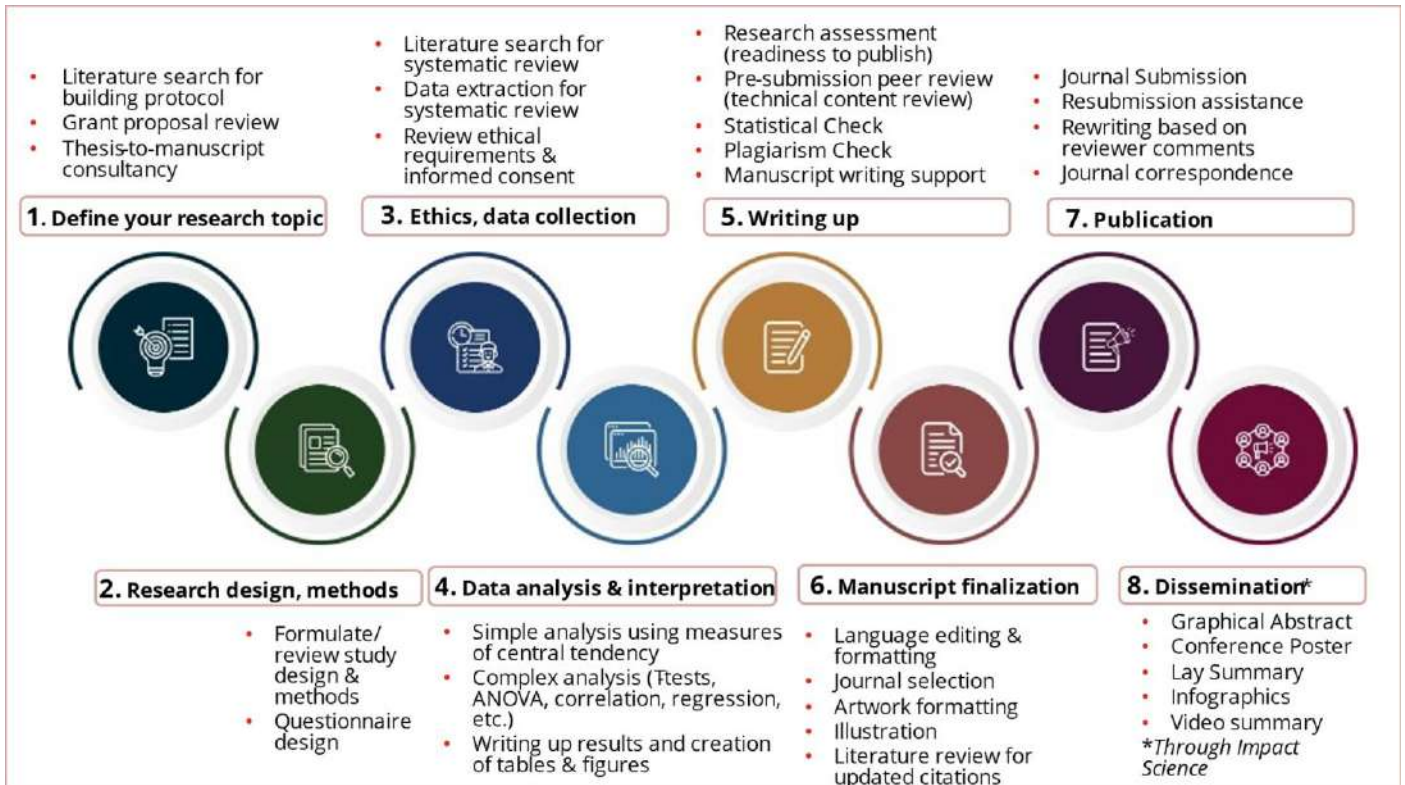 • Literature search for
building protocol
• Grant proposal review
• Thesis-to-manuscript
consultancy
1. Define your research topic
• Literature search for
systematic review
• Data extraction for
systematic review
• Review ethical
requirements &
informed consent
3. Ethics, data collection
• Research assessment
(readiness to publish)
• Pre-submission peer review
(technical content review)
• Statistical Check
• Plagiarism Check
• Manuscript writing support
5. Writing up
• Journal Submission
• Resubmission assistance
• Rewriting based on
reviewer comments
• Journal correspondence
7. Publication
2. Research design, methods
• Formulate/
review study
design &
methods
• Questionnaire
design
4. Data analysis & interpretation
• Simple analysis using measures
of central tendency
• Complex analysis (T-tests,
ANOVA, correlation, regression,
etc.)
• Writing up results and creation
of tables & figures
6. Manuscript finalization
• Language editing &
formatting
• Journal selection
• Artwork formatting
• Illustration
• Literature review for
updated citations
8. Dissemination*
• Graphical Abstract
• Conference Poster
• Lay Summary
• Infographics
• Video summary
*Through Impact
Science